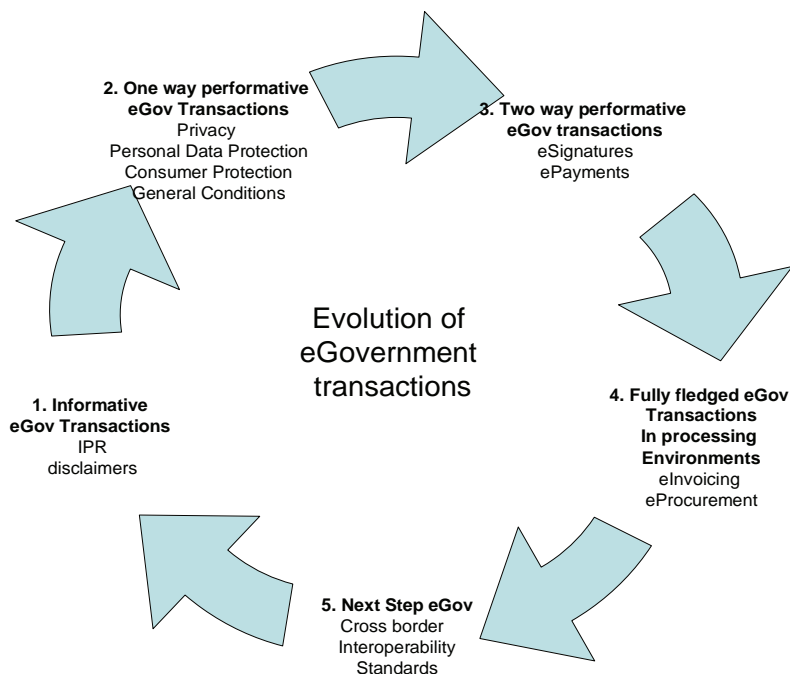 2. One way performative
eGov Transactions
Privacy
Personal Data Protection
Consumer Protection
General Conditions
3. Two way performative
eGov transactions
eSignatures
ePayments
Evolution of
eGovernment
transactions
1. Informative
eGov Transactions
IPR
disclaimers
4. Fully fledged eGov
Transactions
In processing
Environments
eInvoicing
eProcurement
5. Next Step eGov
Cross border
Interoperability
Standards